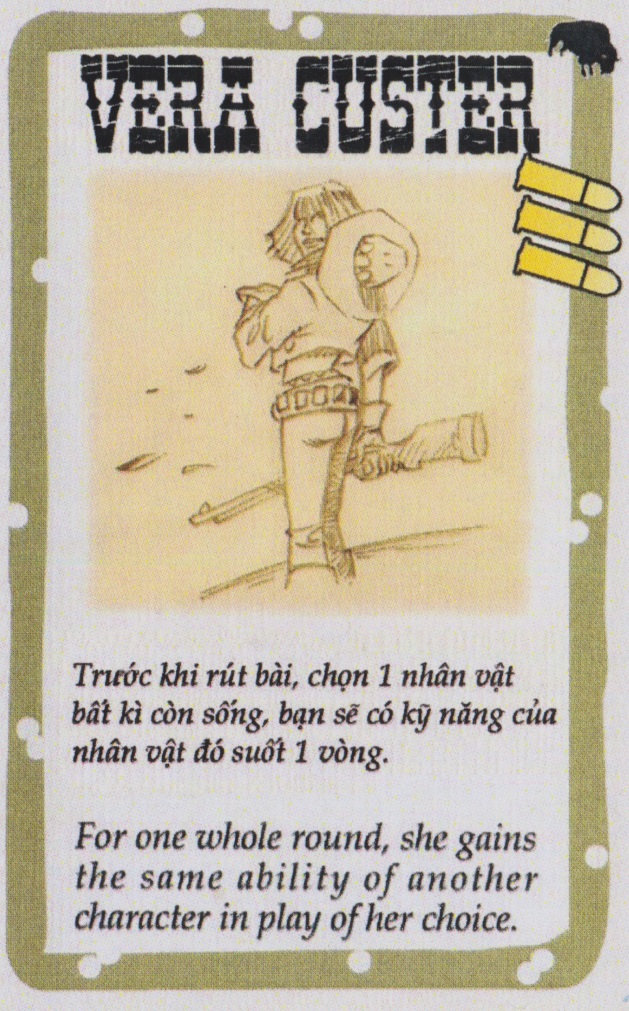 VERA CUSTER
Trước khi rút bài, chọn 1 nhân vật
bất kì còn sống, bạn sẽ có kỹ năng của
nhân vật đó suốt 1 vòng.
For one whole round, she gains
the same ability of another
character in play of her choice.